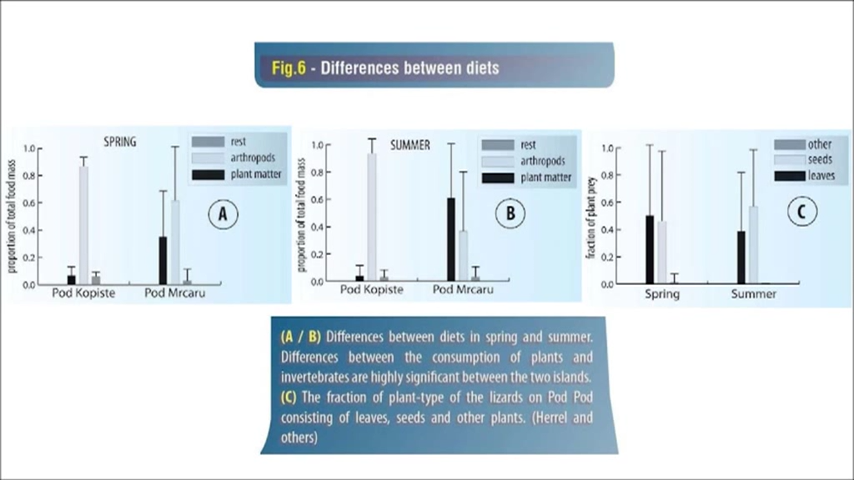 Fig.6 - Differences between diets
SPRING
rest
arthropods
plant matter
proportion of total food mass
1.0
0.8
0.6
0.4
0.2
0.0
A
Pod Kopiste
Pod Mrcaru
SUMMER
rest
arthropods
plant matter
proportion of total food mass
1.0
0.8
0.6
0.4
0.2
0.0
B
Pod Kopiste
Pod Mrcaru
other
seeds
leaves
fraction of plant prey
1.0
0.8
0.6
0.4
0.2
0.0
C
Spring
Summer
(A / B) Differences between diets in spring and summer.
Differences between the consumption of plants and
invertebrates are highly significant between the two islands.
(C) The fraction of plant-type of the lizards on Pod Pod
consisting of leaves, seeds and other plants. (Herrel and
others)